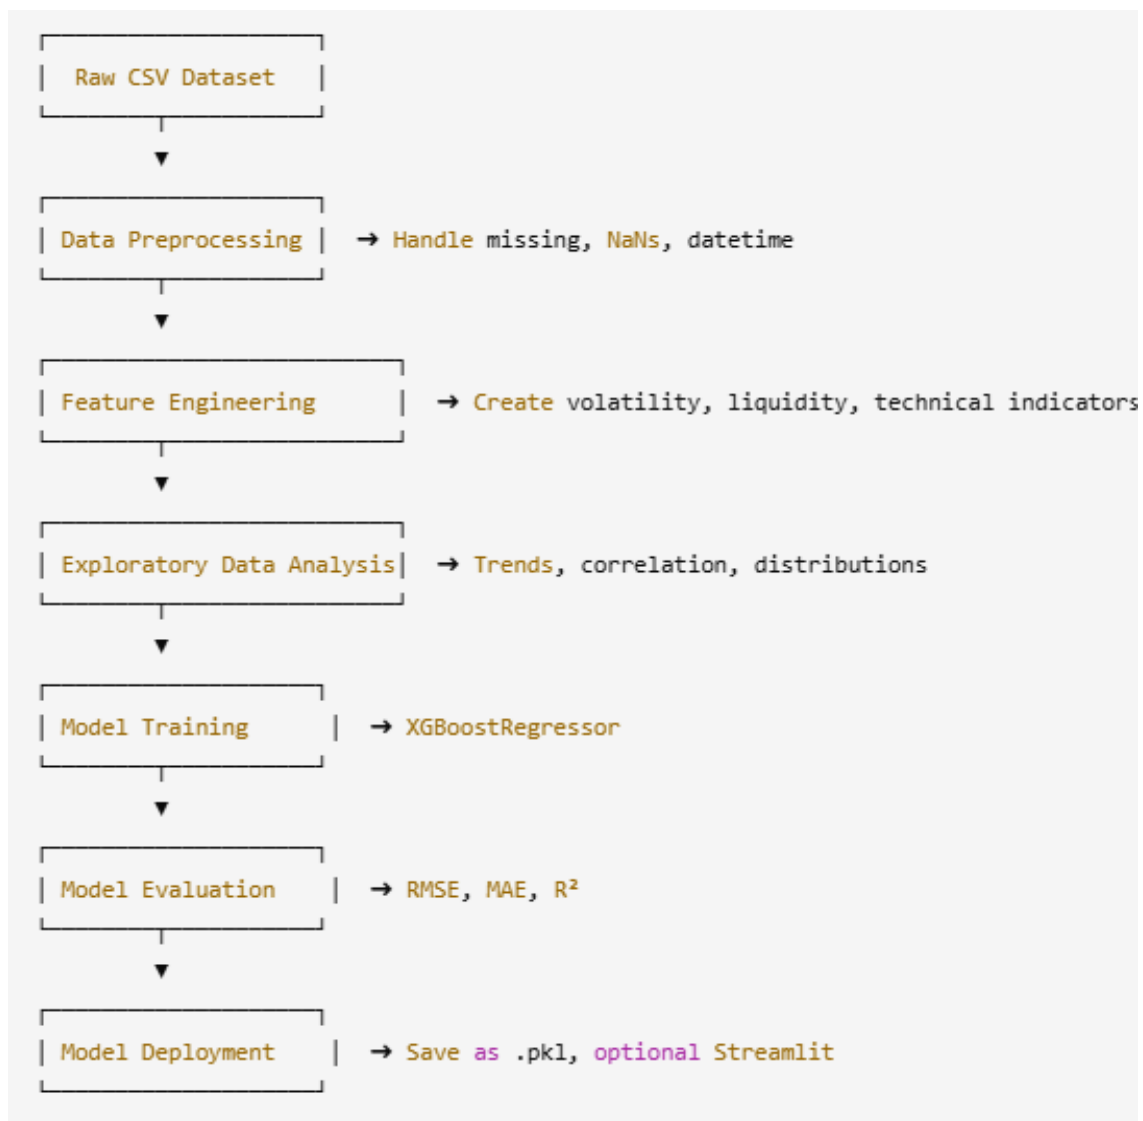 Raw CSV Dataset
Data Preprocessing → Handle missing, NaNs, datetime
Feature Engineering → Create volatility, liquidity, technical indicators
Exploratory Data Analysis → Trends, correlation, distributions
Model Training → XGBoostRegressor
Model Evaluation → RMSE, MAE, R²
Model Deployment → Save as .pkl, optional Streamlit